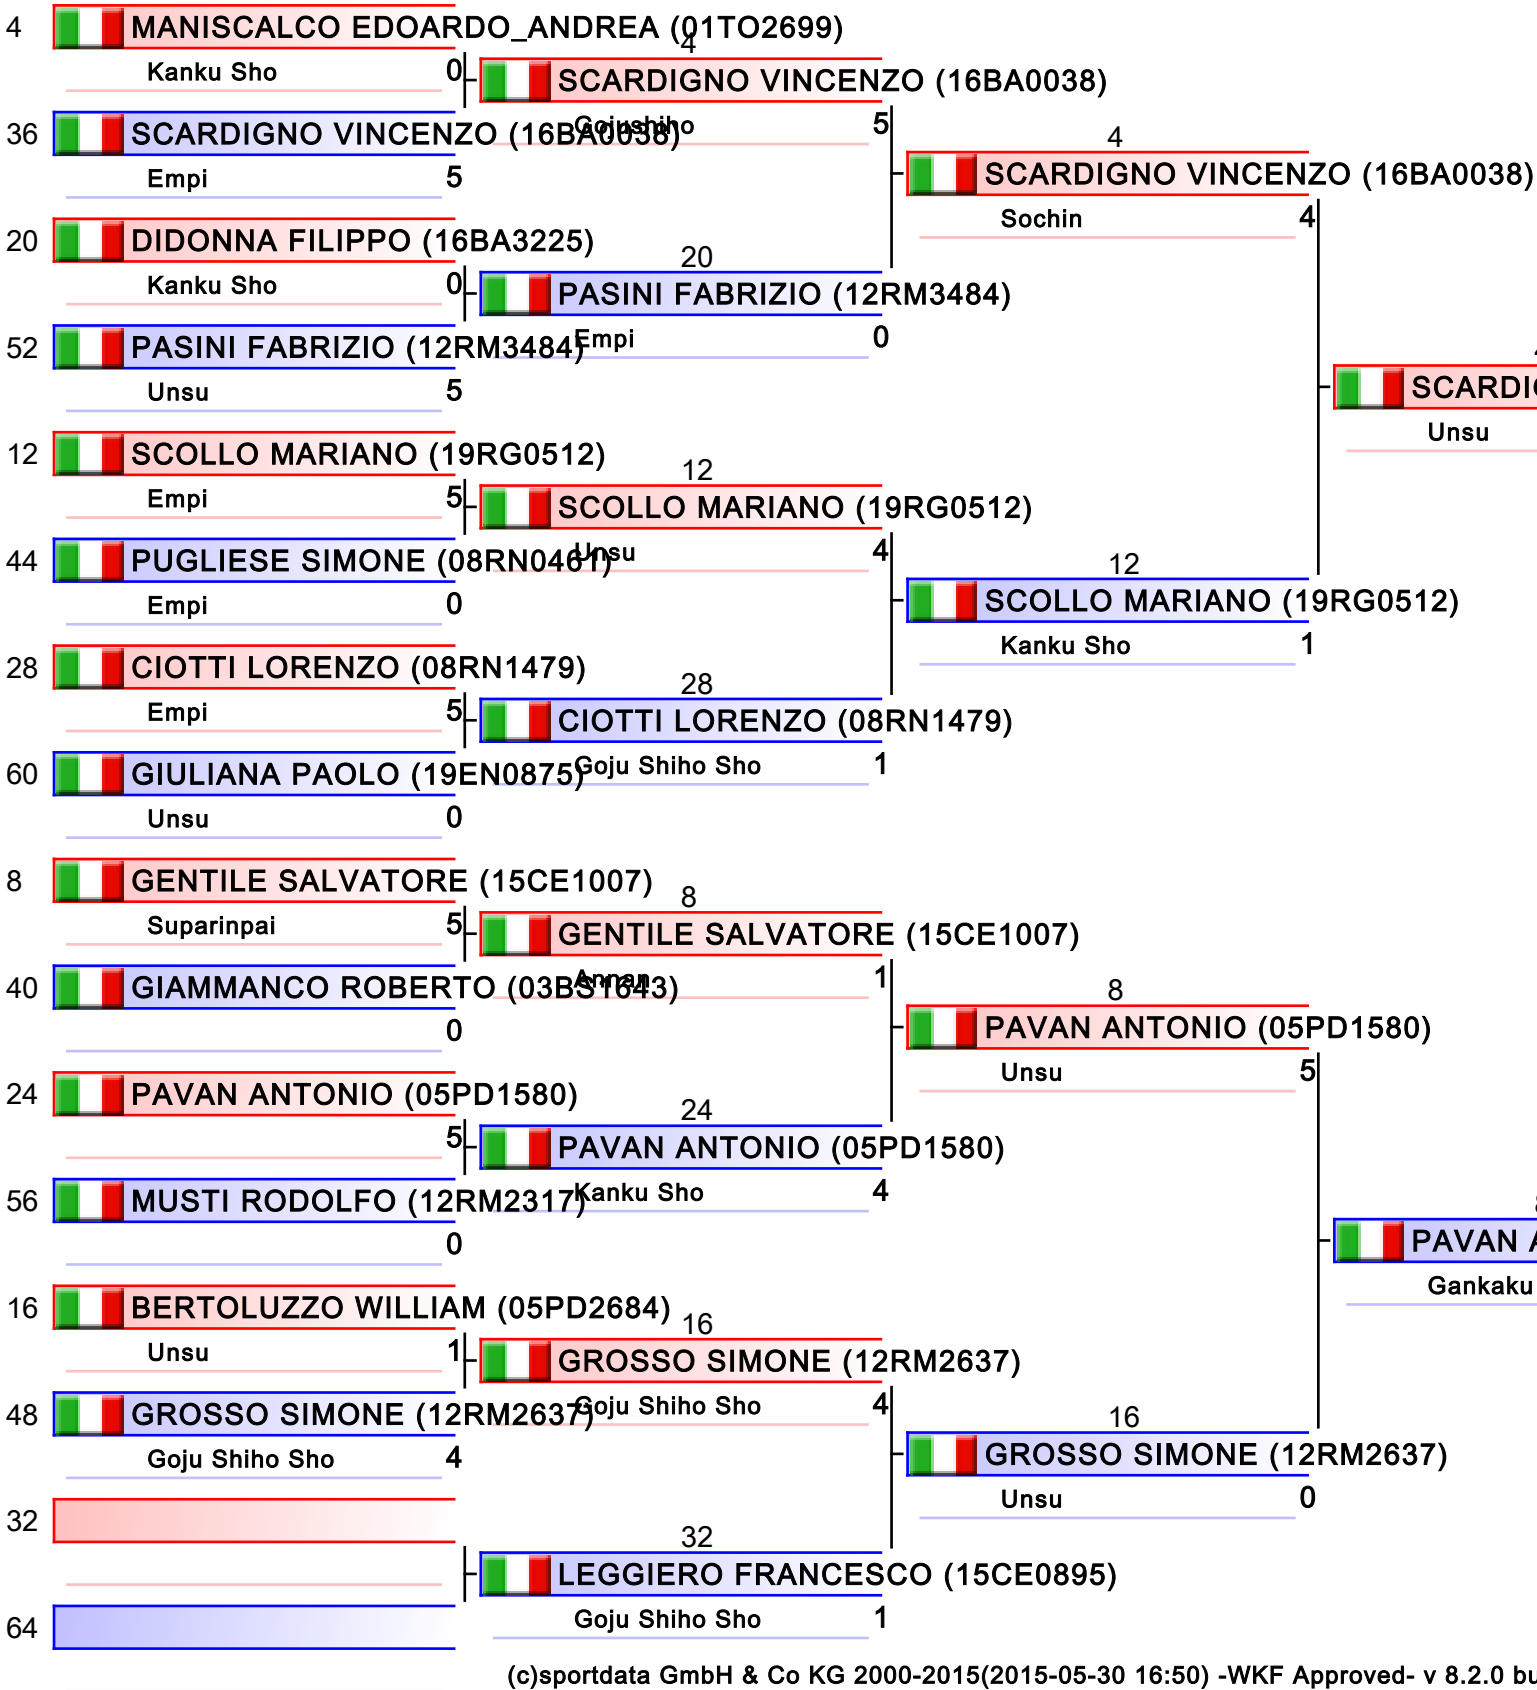 4 MANISCALCO EDOARDO_ANDREA (01TO2699)
Kanku Sho 0
36 SCARDIGNO VINCENZO (16BA0038)
Empi 5
20 DIDONNA FILIPPO (16BA3225)
Kanku Sho 0
52 PASINI FABRIZIO (12RM3484)
Unsu 5
12 SCOLLO MARIANO (19RG0512)
Empi 5
44 PUGLIESE SIMONE (08RN0461)
Empi 0
28 CIOTTI LORENZO (08RN1479)
Empi 5
60 GIULIANA PAOLO (19EN0875)
Unsu 0
8 GENTILE SALVATORE (15CE1007)
Suparinpai 5
40 GIAMMANCO ROBERTO (03BS1643)
0
24 PAVAN ANTONIO (05PD1580)
5
56 MUSTI RODOLFO (12RM2317)
0
16 BERTOLUZZO WILLIAM (05PD2684)
Unsu 1
48 GROSSO SIMONE (12RM2637)
Goju Shiho Sho 4
32
64
4
SCARDIGNO VINCENZO (16BA0038)
Gojushiho 5
20
PASINI FABRIZIO (12RM3484)
Empi 0
12
SCOLLO MARIANO (19RG0512)
Unsu 4
28
CIOTTI LORENZO (08RN1479)
Goju Shiho Sho 1
8
GENTILE SALVATORE (15CE1007)
Annan 1
24
PAVAN ANTONIO (05PD1580)
Kanku Sho 4
16
GROSSO SIMONE (12RM2637)
Goju Shiho Sho 4
32
LEGGIERO FRANCESCO (15CE0895)
Goju Shiho Sho 1
4
SCARDIGNO VINCENZO (16BA0038)
Sochin 4
12
SCOLLO MARIANO (19RG0512)
Kanku Sho 1
8
PAVAN ANTONIO (05PD1580)
Unsu 5
16
GROSSO SIMONE (12RM2637)
Unsu 0
SCARDI
Unsu
PAVAN
Gankaku
(c)sportdata GmbH & Co KG 2000-2015(2015-05-30 16:50) -WKF Approved- v 8.2.0 bu